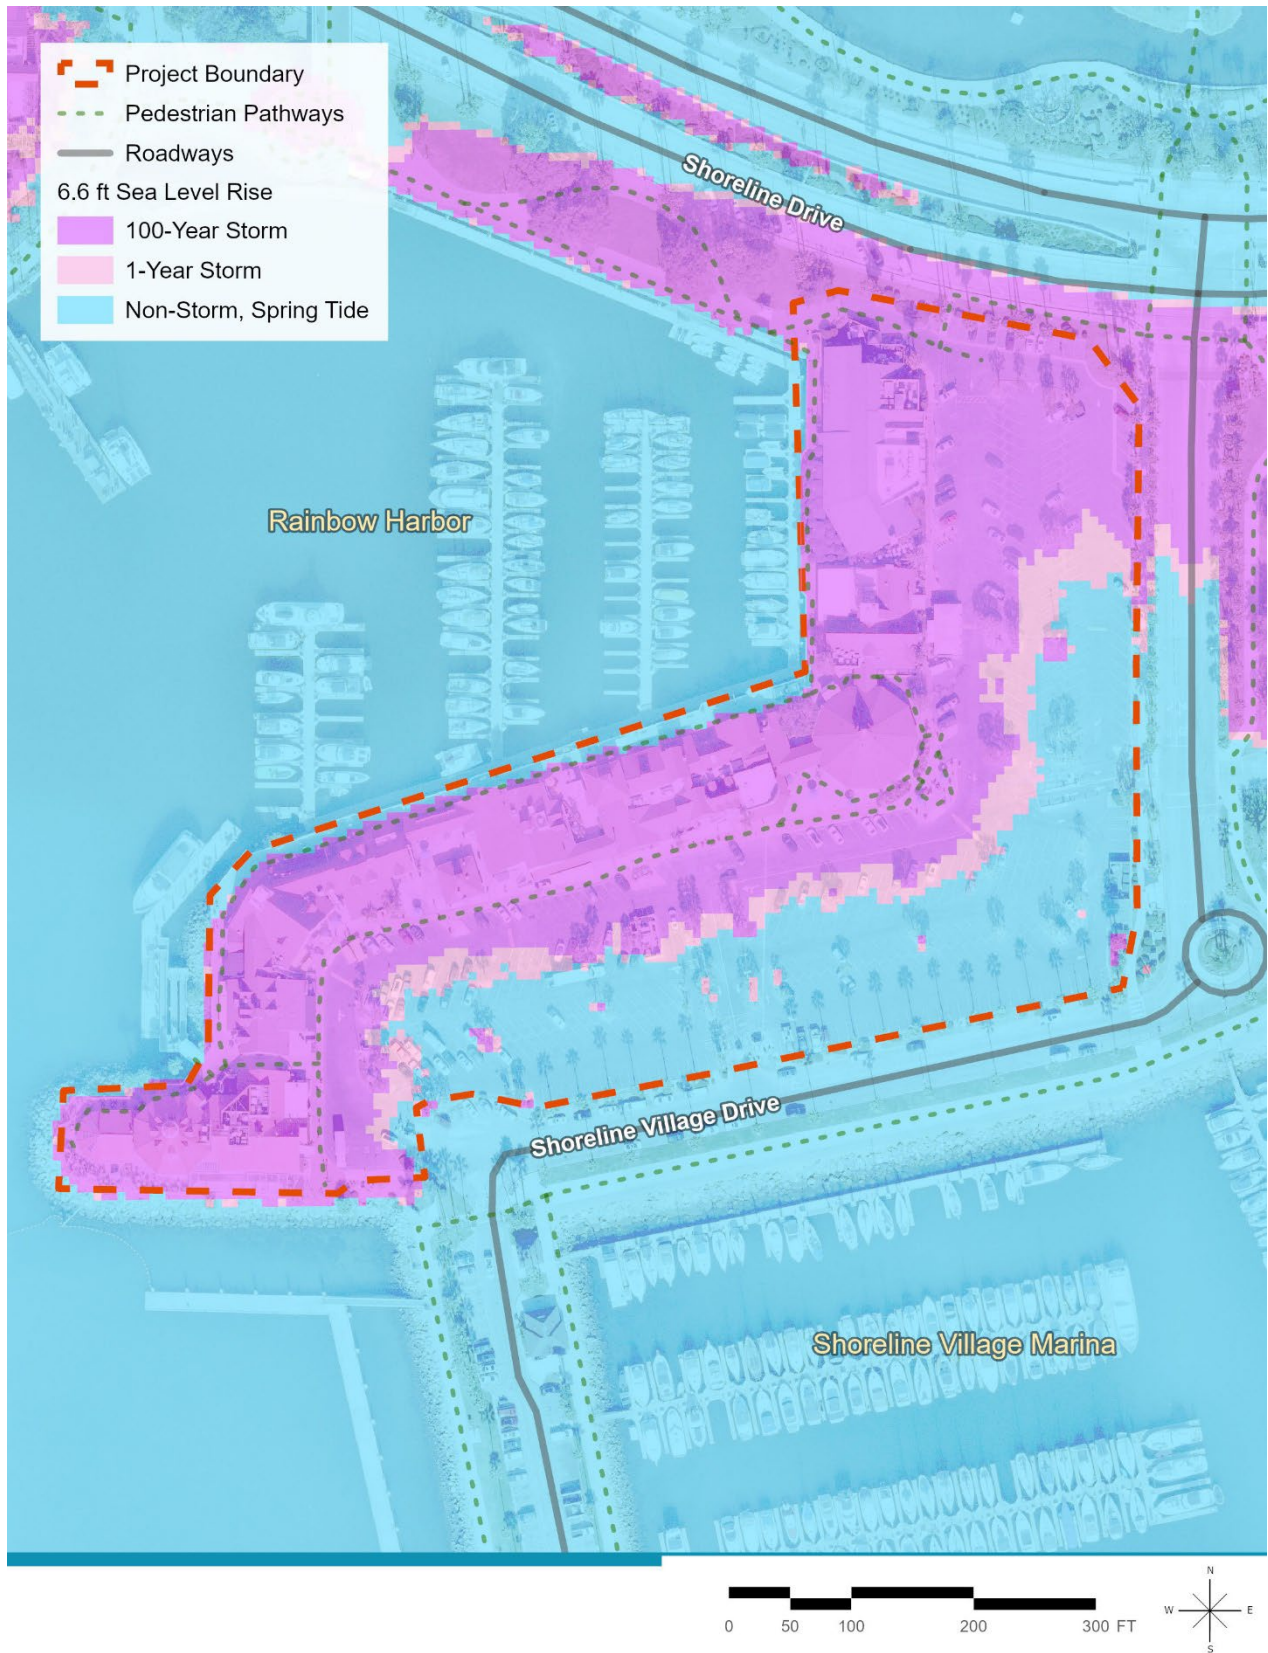 Project Boundary
Pedestrian Pathways
Roadways
6.6 ft Sea Level Rise
100-Year Storm
1-Year Storm
Non-Storm, Spring Tide
Shoreline Drive
Rainbow Harbor
Shoreline Village Drive
Shoreline Village Marina
0 50 100 200 300 FT
N
W E
S